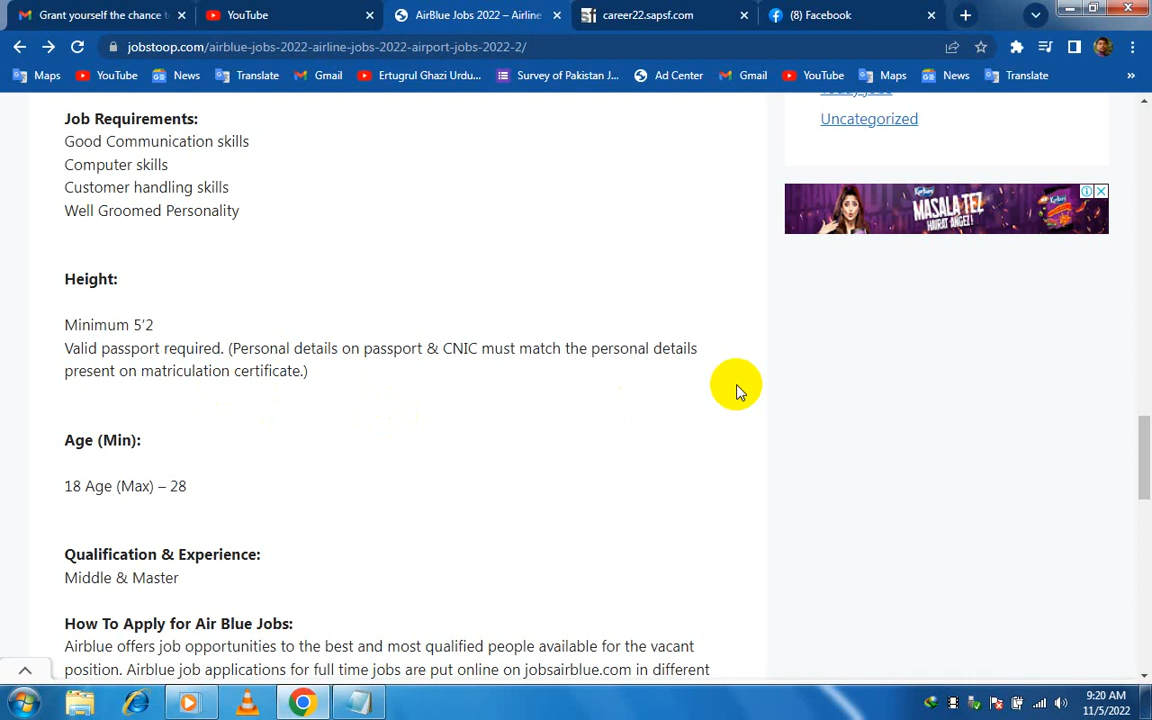 Grant yourself the chance t
YouTube
AirBlue Jobs 2022 – Airline
career22.sapsf.com
(8) Facebook
jobstoop.com/airblue-jobs-2022-airline-jobs-2022-airport-jobs-2022-2/
Maps YouTube News Translate Gmail Ertugrul Ghazi Urdu... Survey of Pakistan J... Ad Center Gmail YouTube Maps News Translate »
Job Requirements:
Good Communication skills
Computer skills
Customer handling skills
Well Groomed Personality
Height:
Minimum 5'2
Valid passport required. (Personal details on passport & CNIC must match the personal details
present on matriculation certificate.)
Age (Min):
18 Age (Max) – 28
Qualification & Experience:
Middle & Master
How To Apply for Air Blue Jobs:
Airblue offers job opportunities to the best and most qualified people available for the vacant
position. Airblue job applications for full time jobs are put online on jobsairblue.com in different
Today Jobs
Uncategorized
Kurkure
MASALA TEZ
HAIRAT ANGEZ!
9:20 AM
11/5/2022